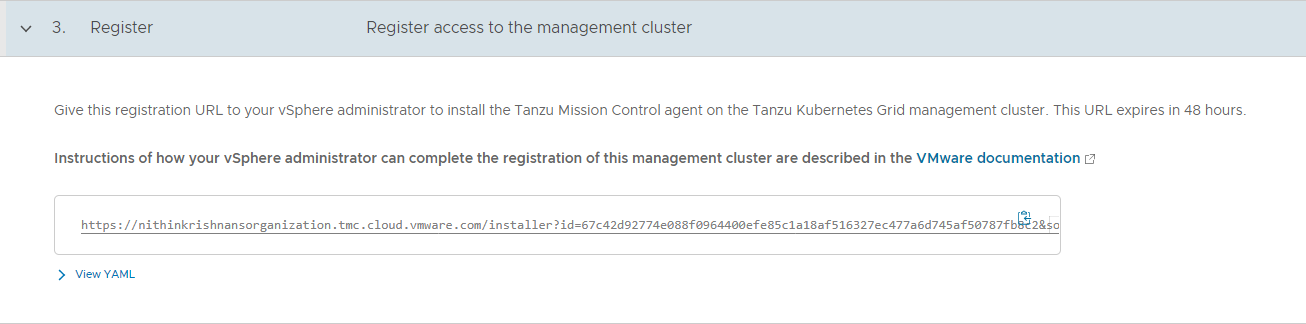 3. Register Register access to the management cluster
Give this registration URL to your vSphere administrator to install the Tanzu Mission Control agent on the Tanzu Kubernetes Grid management cluster. This URL expires in 48 hours.
Instructions of how your vSphere administrator can complete the registration of this management cluster are described in the VMware documentation
https://nithinkrishnansorganization.tmc.cloud.vmware.com/installer?id=67c42d92774e088f0964400efe85c1a18af516327ec477a6d745af50787fb8c2&so
View YAML